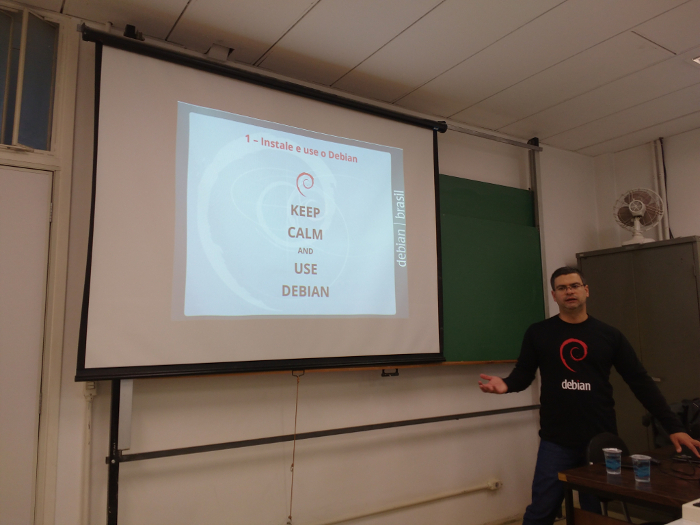 1 – Instale e use o Debian
KEEP
CALM
AND
USE
DEBIAN
debian | brasil
debian